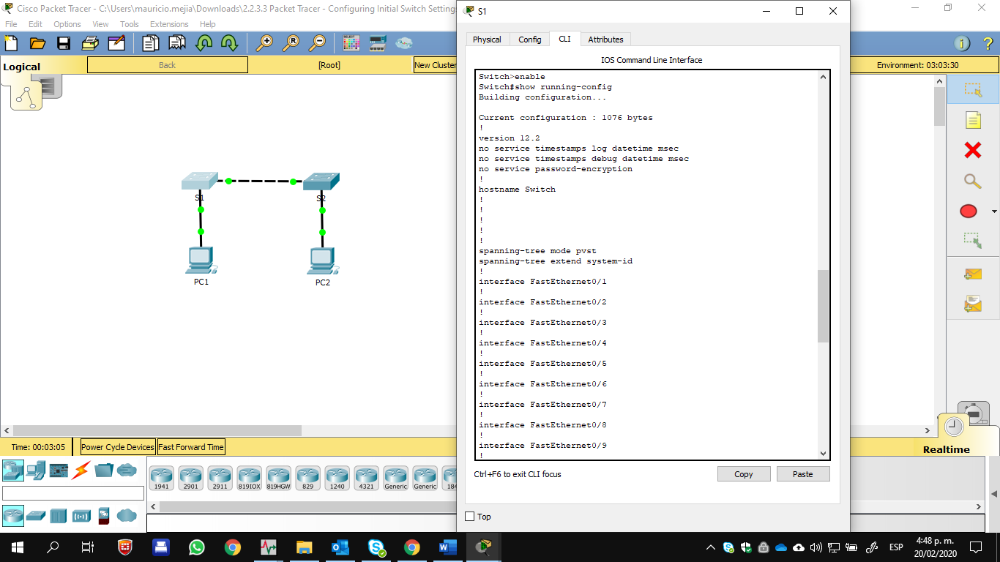 Cisco Packet Tracer - C:\Users\mauricio.mejia\Downloads\2.2.3.3 Packet Tracer - Configuring Initial Switch Settings
File Edit Options View Tools Extensions Help
Logical
Back
[Root]
New Cluster
Environment: 03:03:30
S1
S2
PC1
PC2
S1
Physical
Config
CLI
Attributes
IOS Command Line Interface
Switch>enable
Switch#show running-config
Building configuration...
Current configuration : 1076 bytes
!
version 12.2
no service timestamps log datetime msec
no service timestamps debug datetime msec
no service password-encryption
!
hostname Switch
!
!
!
!
!
spanning-tree mode pvst
spanning-tree extend system-id
!
interface FastEthernet0/1
!
interface FastEthernet0/2
!
interface FastEthernet0/3
!
interface FastEthernet0/4
!
interface FastEthernet0/5
!
interface FastEthernet0/6
!
interface FastEthernet0/7
!
interface FastEthernet0/8
!
interface FastEthernet0/9
!
Ctrl+F6 to exit CLI focus
Copy
Paste
Top
Time: 00:03:05
Power Cycle Devices
Fast Forward Time
Realtime
1941 2901 2911 819IOX 819HGW 829 1240 4321 Generic Generic 184
ESP
4:48 p. m.
20/02/2020